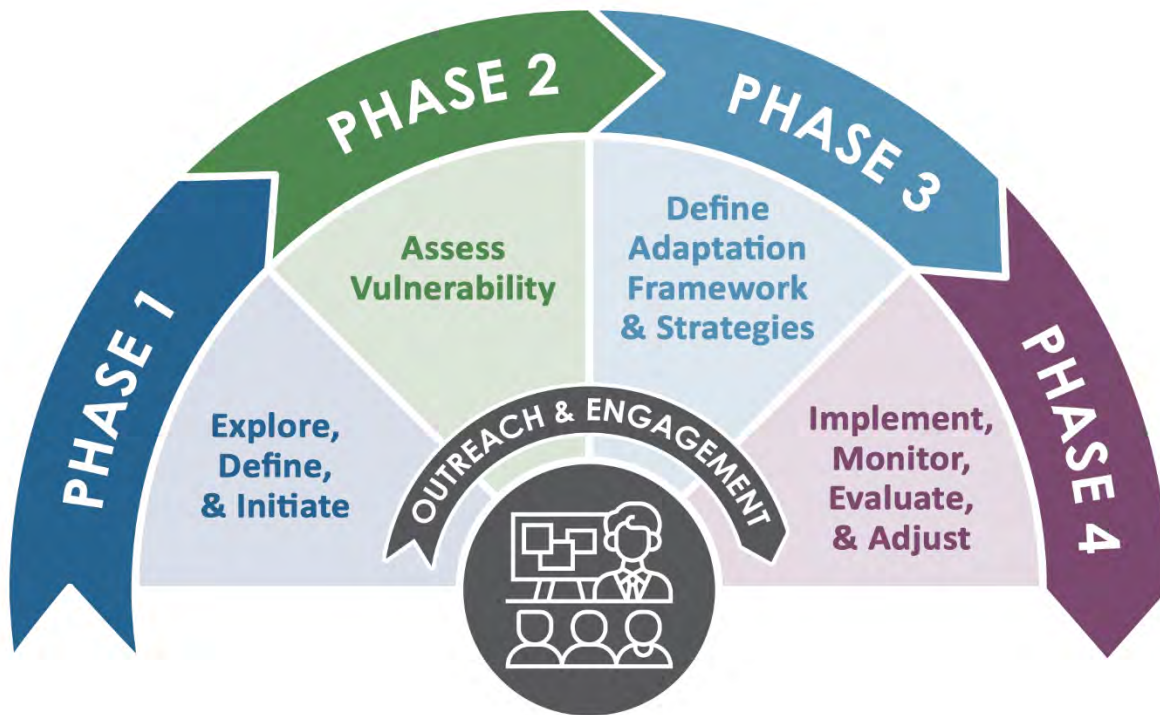 PHASE 1
Explore,
Define,
& Initiate
PHASE 2
Assess
Vulnerability
PHASE 3
Define
Adaptation
Framework
& Strategies
PHASE 4
Implement,
Monitor,
Evaluate,
& Adjust
OUTREACH & ENGAGEMENT